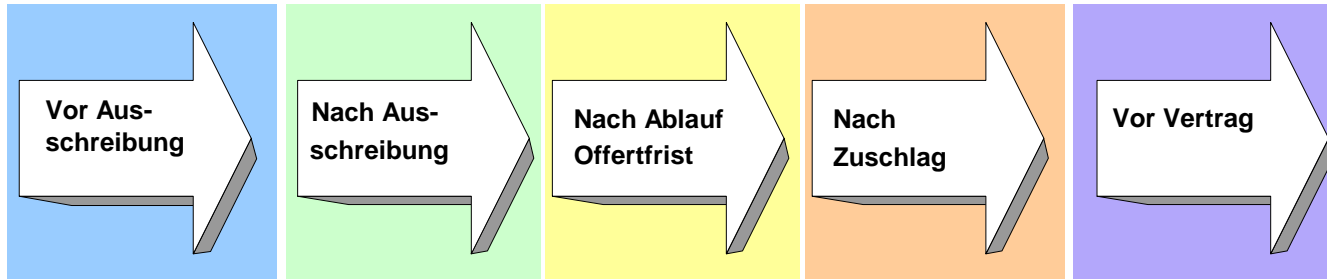 Vor Aus-
schreibung
Nach Aus-
schreibung
Nach Ablauf
Offertfrist
Nach
Zuschlag
Vor Vertrag